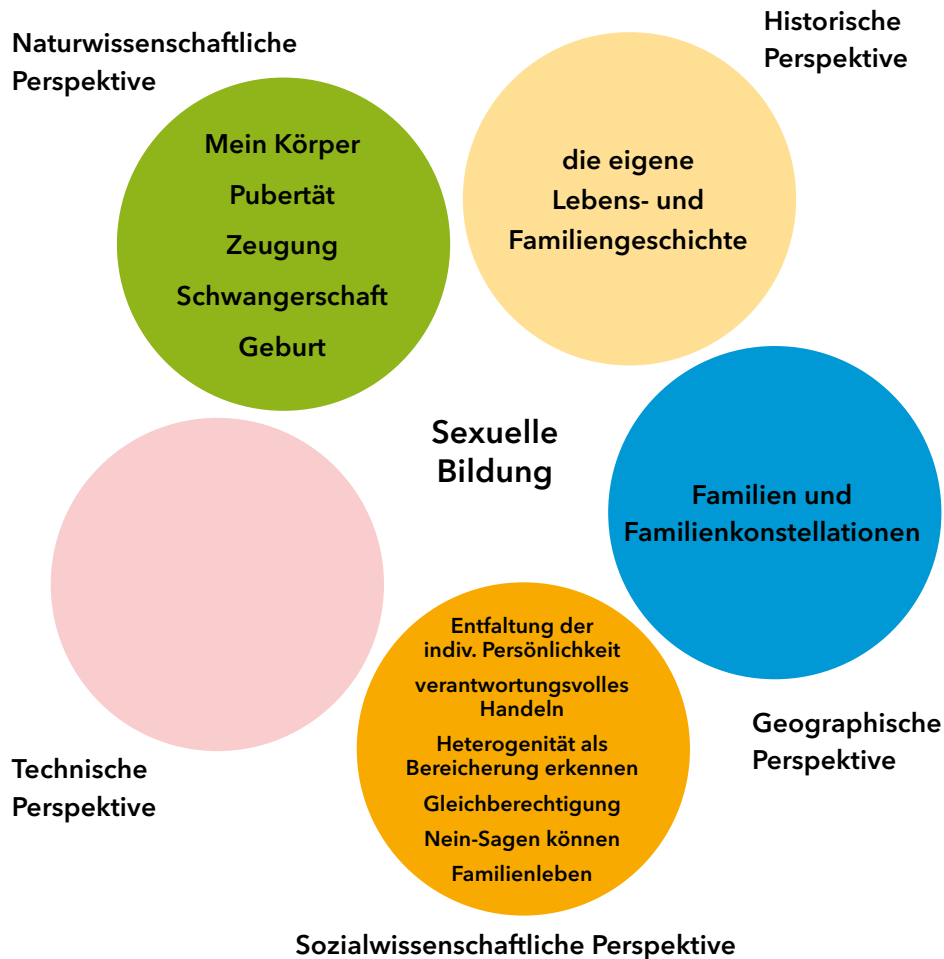 Naturwissenschaftliche
Perspektive
Mein Körper
Pubertät
Zeugung
Schwangerschaft
Geburt
Historische
Perspektive
die eigene
Lebens- und
Familiengeschichte
Sexuelle
Bildung
Familien und
Familienkonstellationen
Geographische
Perspektive
Technische
Perspektive
Entfaltung der
indiv. Persönlichkeit
verantwortungsvolles
Handeln
Heterogenität als
Bereicherung erkennen
Gleichberechtigung
Nein-Sagen können
Familienleben
Sozialwissenschaftliche Perspektive